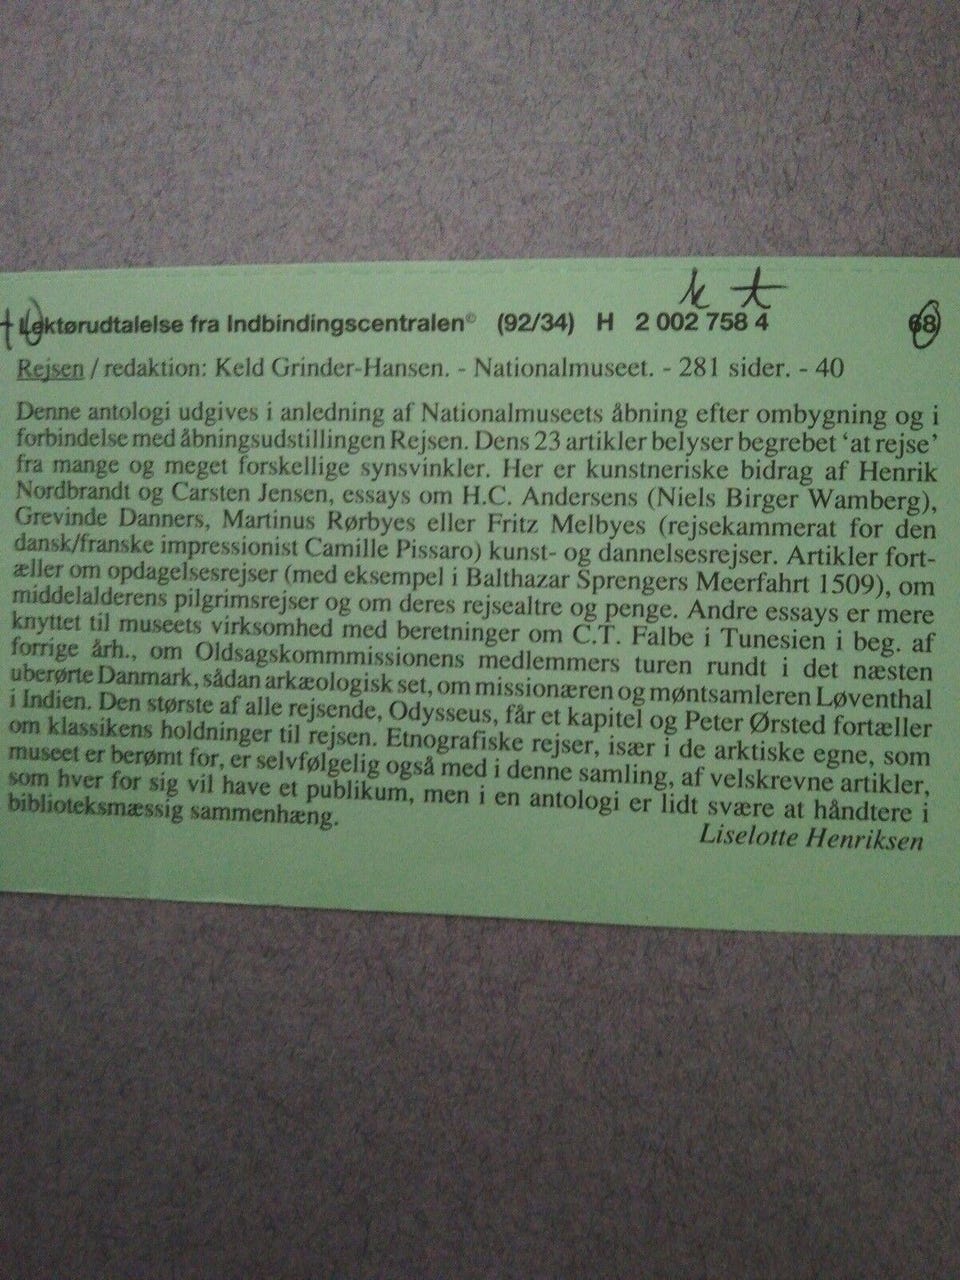 k t
Lektørudtalelse fra Indbindingscentralen© (92/34) H 2 002 758 4 68
Rejsen / redaktion: Keld Grinder-Hansen. - Nationalmuseet. - 281 sider. - 40
Denne antologi udgives i anledning af Nationalmuseets åbning efter ombygning og i
forbindelse med åbningsudstillingen Rejsen. Dens 23 artikler belyser begrebet ‘at rejse’
fra mange og meget forskellige synsvinkler. Her er kunstneriske bidrag af Henrik
Nordbrandt og Carsten Jensen, essays om H.C. Andersens (Niels Birger Wamberg),
Grevinde Danners, Martinus Rørbyes eller Fritz Melbyes (rejsekammerat for den
dansk/franske impressionist Camille Pissaro) kunst- og dannelsesrejser. Artikler fort-
æller om opdagelsesrejser (med eksempel i Balthazar Sprengers Meerfahrt 1509), om
middelalderens pilgrimsrejser og om deres rejsealtre og penge. Andre essays er mere
knyttet til museets virksomhed med beretninger om C.T. Falbe i Tunesien i beg. af
forrige årh., om Oldsagskommmissionens medlemmers turen rundt i det næsten
uberørte Danmark, sådan arkæologisk set, om missionæren og møntsamleren Løventhal
i Indien. Den største af alle rejsende, Odysseus, får et kapitel og Peter Ørsted fortæller
om klassikens holdninger til rejsen. Etnografiske rejser, især i de arktiske egne, som
museet er berømt for, er selvfølgelig også med i denne samling, af velskrevne artikler,
som hver for sig vil have et publikum, men i en antologi er lidt svære at håndtere i
biblioteksmæssig sammenhæng.
Liselotte Henriksen